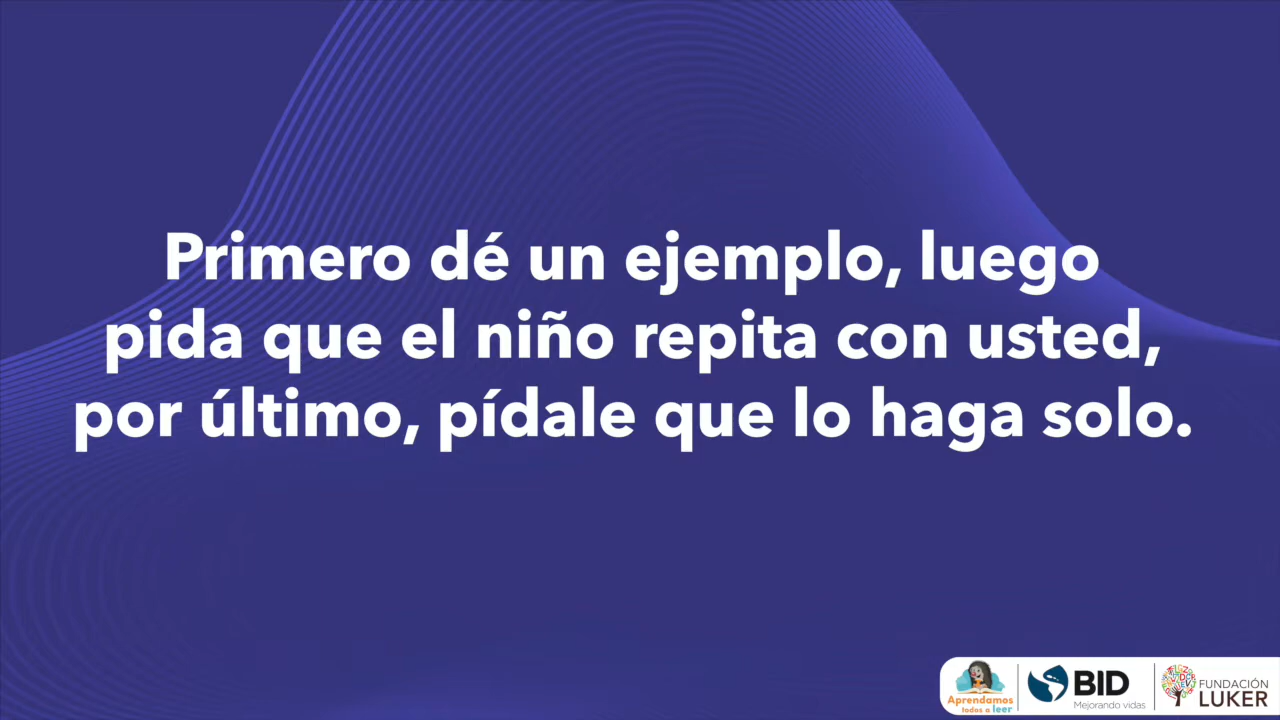 Primero dé un ejemplo, luego
pida que el niño repita con usted,
por último, pídale que lo haga solo.
Aprendamos
todos a leer
BID
Mejorando vidas
FUNDACIÓN
LUKER